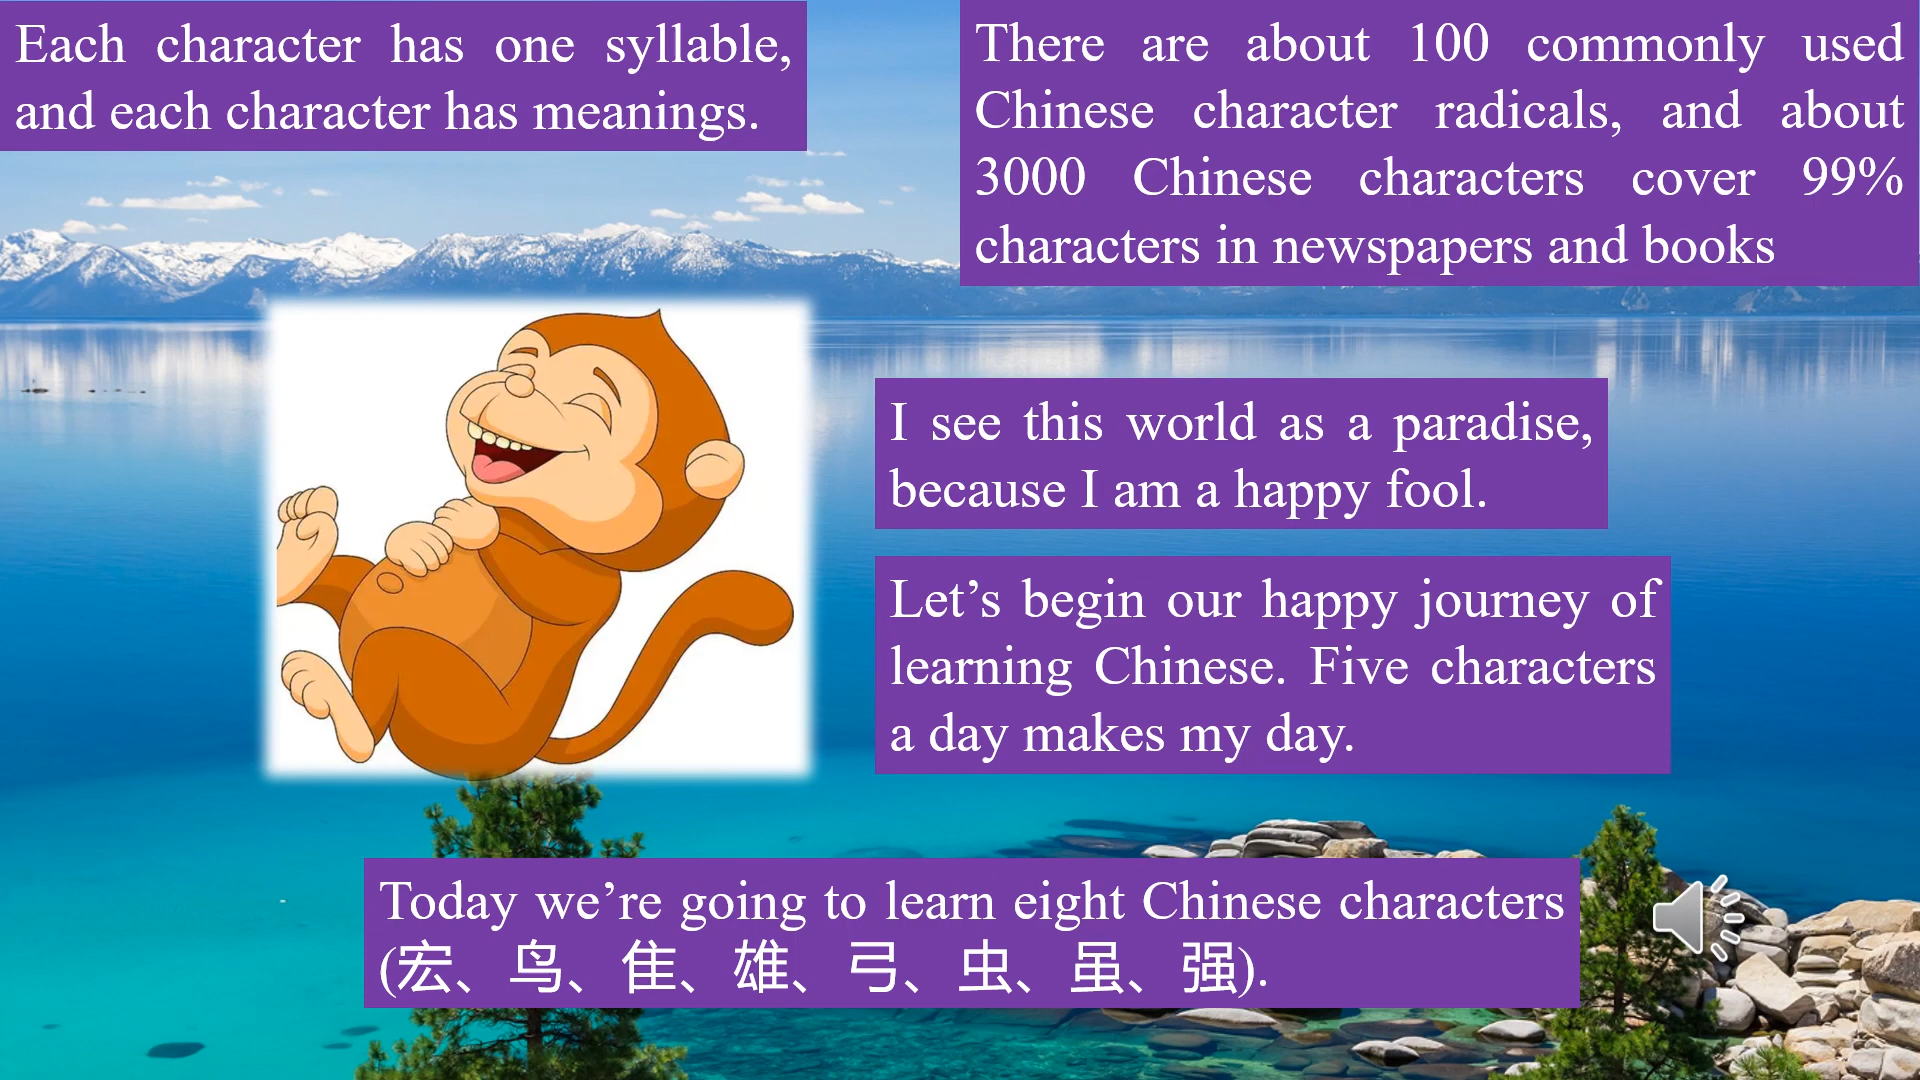 Each character has one syllable,
and each character has meanings.
There are about 100 commonly used
Chinese character radicals, and about
3000 Chinese characters cover 99%
characters in newspapers and books
I see this world as a paradise,
because I am a happy fool.
Let’s begin our happy journey of
learning Chinese. Five characters
a day makes my day.
Today we’re going to learn eight Chinese characters
(宏、鸟、隹、雄、弓、虫、虽、强).